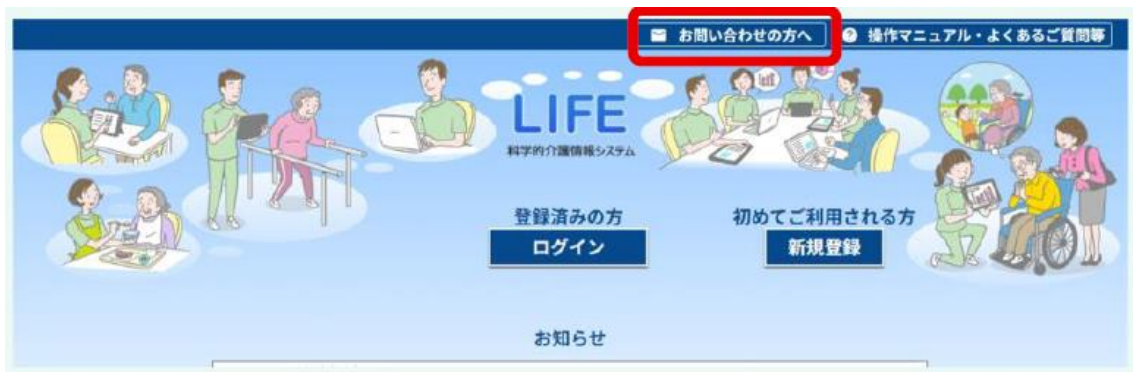 お問い合わせの方へ
操作マニュアル・よくあるご質問等
LIFE
科学的介護情報システム
登録済みの方
初めてご利用される方
ログイン
新規登録
お知らせ